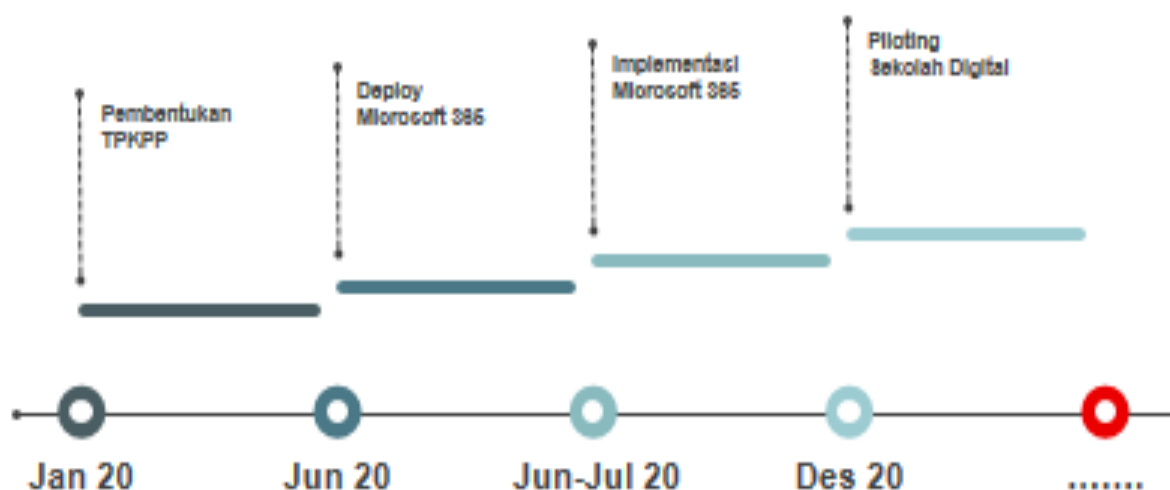 Pembentukan
TPKPP
Deploy
Microsoft 365
Implementasi
Microsoft 365
Piloting
Sekolah Digital
Jan 20
Jun 20
Jun-Jul 20
Des 20
.......